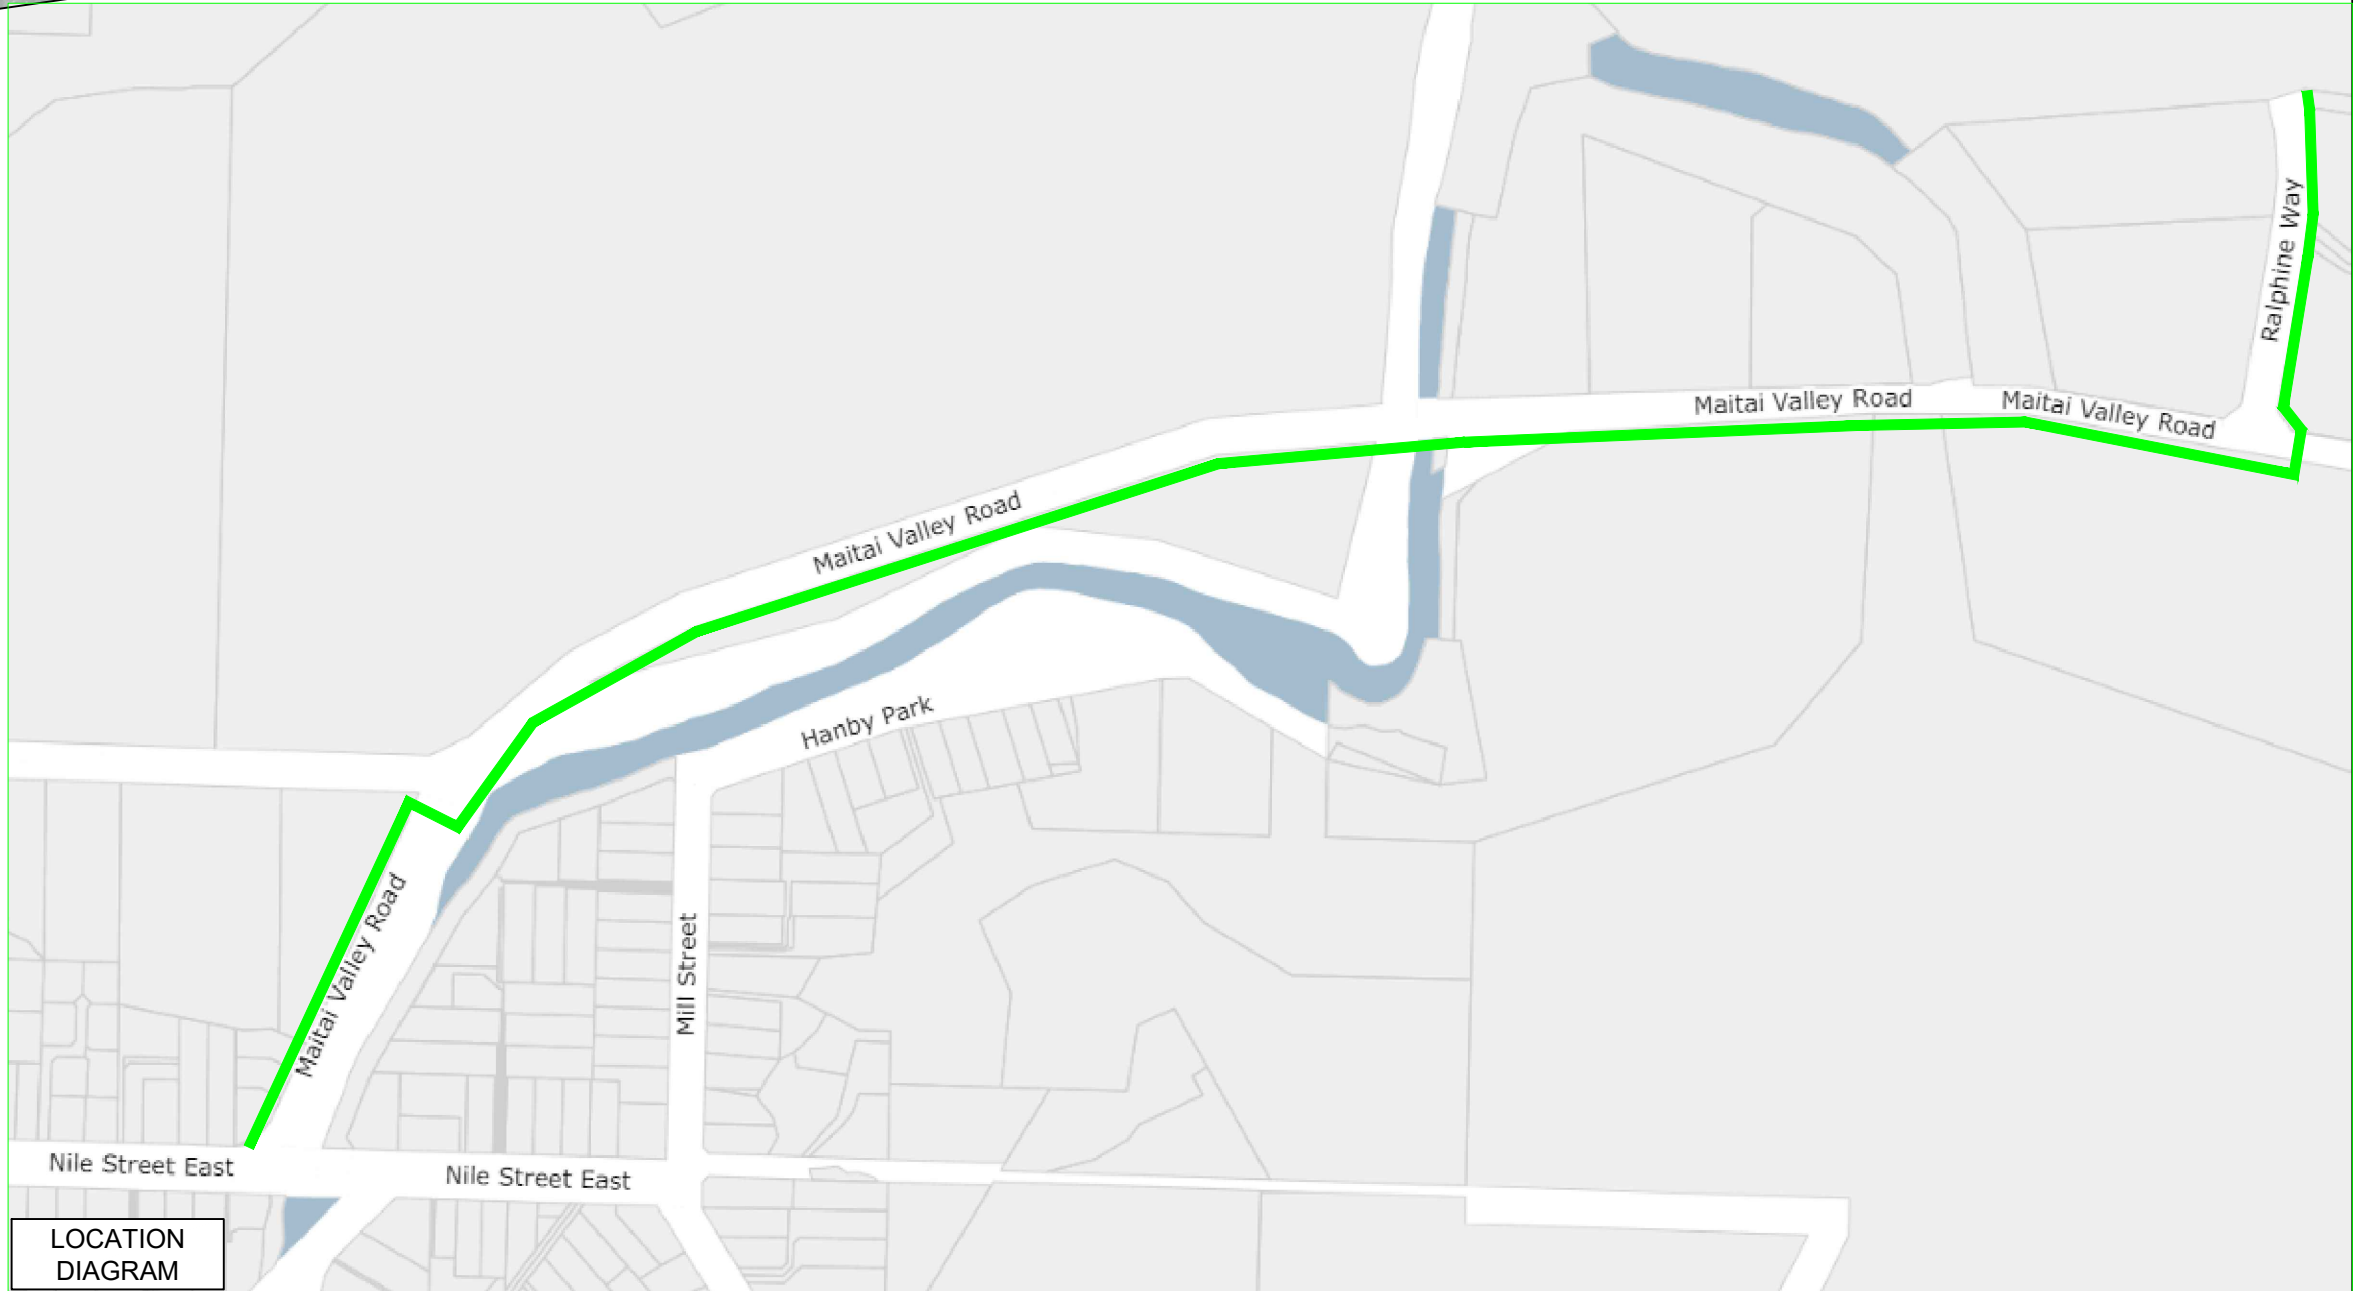 Ralphine Way
Maitai Valley Road
Maitai Valley Road
Maitai Valley Road
Hanby Park
Maitai Valley Road
Mill Street
Nile Street East
Nile Street East
LOCATION
DIAGRAM